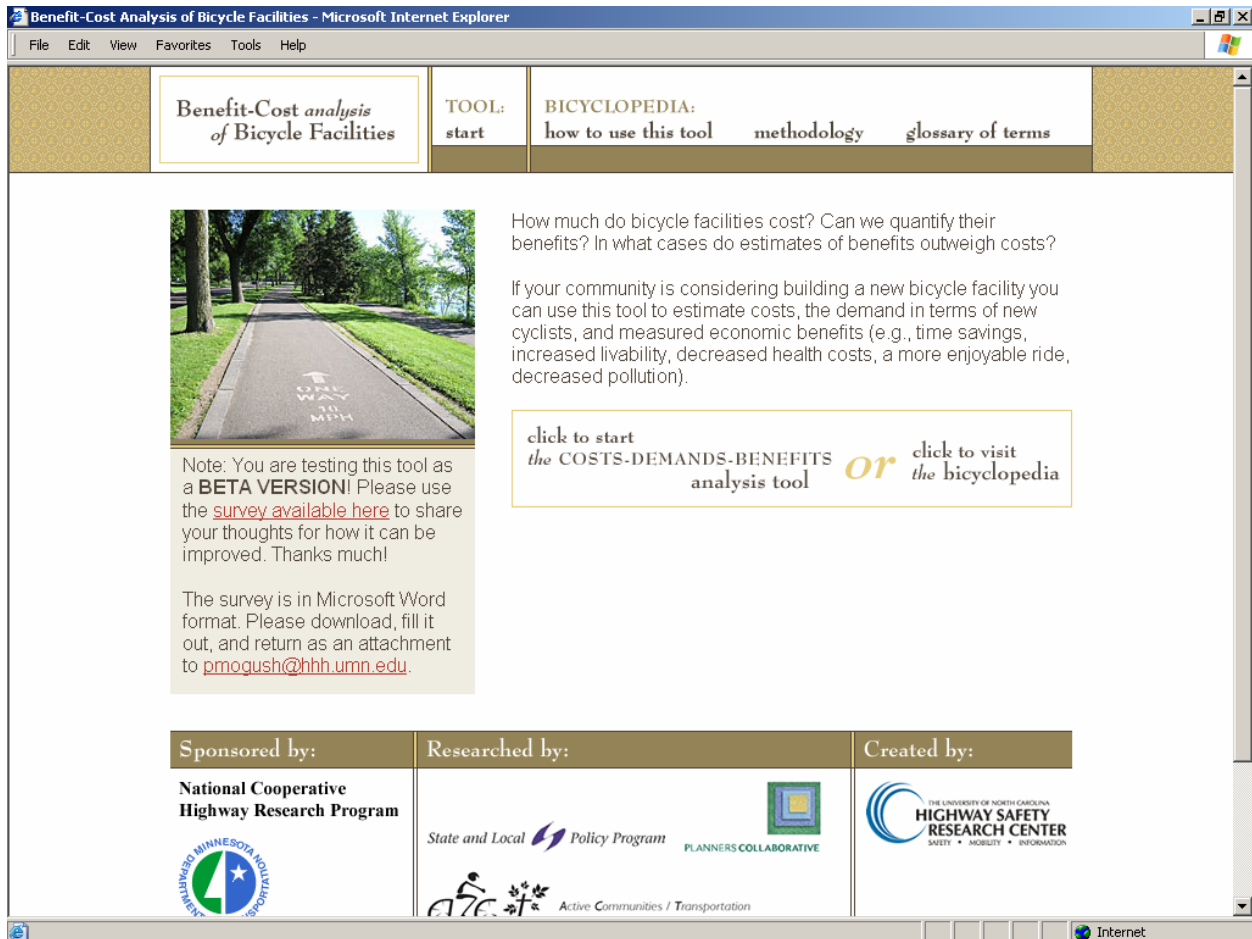 Benefit-Cost Analysis of Bicycle Facilities - Microsoft Internet Explorer
File Edit View Favorites Tools Help
Benefit-Cost analysis
of Bicycle Facilities
TOOL:
start
BICYCLOPEDIA:
how to use this tool methodology glossary of terms
ONE
WAY
10
MPH
How much do bicycle facilities cost? Can we quantify their
benefits? In what cases do estimates of benefits outweigh costs?
If your community is considering building a new bicycle facility you
can use this tool to estimate costs, the demand in terms of new
cyclists, and measured economic benefits (e.g., time savings,
increased livability, decreased health costs, a more enjoyable ride,
decreased pollution).
click to start
the COSTS-DEMANDS-BENEFITS
analysis tool
or
click to visit
the bicyclopedia
Note: You are testing this tool as
a BETA VERSION! Please use
the survey available here to share
your thoughts for how it can be
improved. Thanks much!
The survey is in Microsoft Word
format. Please download, fill it
out, and return as an attachment
to pmogush@hhh.umn.edu.
Sponsored by:
National Cooperative
Highway Research Program
MINNESOTA
Researched by:
State and Local Policy Program
PLANNERS COLLABORATIVE
Active Communities / Transportation
Created by:
THE UNIVERSITY OF NORTH CAROLINA
HIGHWAY SAFETY
RESEARCH CENTER
SAFETY • MOBILITY • INFORMATION
Internet